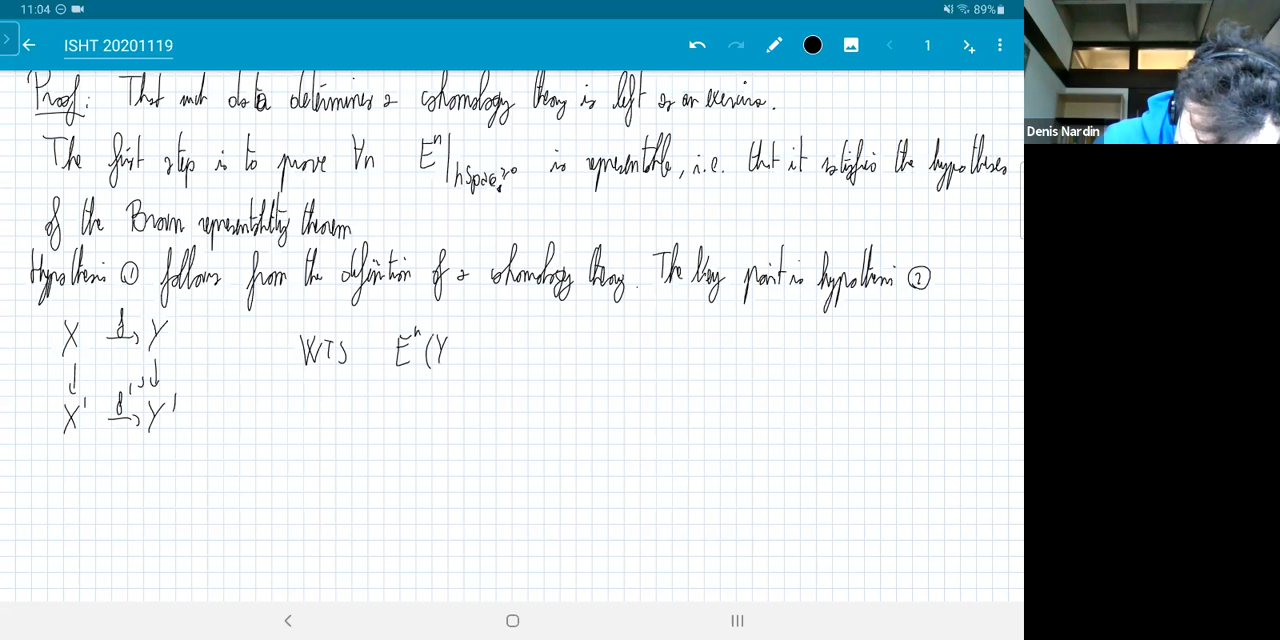 11:04
89%
ISHT 20201119
1
Denis Nardin
Proof: That such data determines a cohomology theory is left as an exercise.
The first step is to prove ∀n E^n|_{hSpace_*^{≥0}} is representable, i.e. that it satisfies the hypotheses
of the Brown representability theorem
Hypothesis ① follows from the definition of a cohomology theory. The key point is hypothesis ②
X →^f Y WTS E^n(Y
↓ ↓
X' →^{f'} Y'